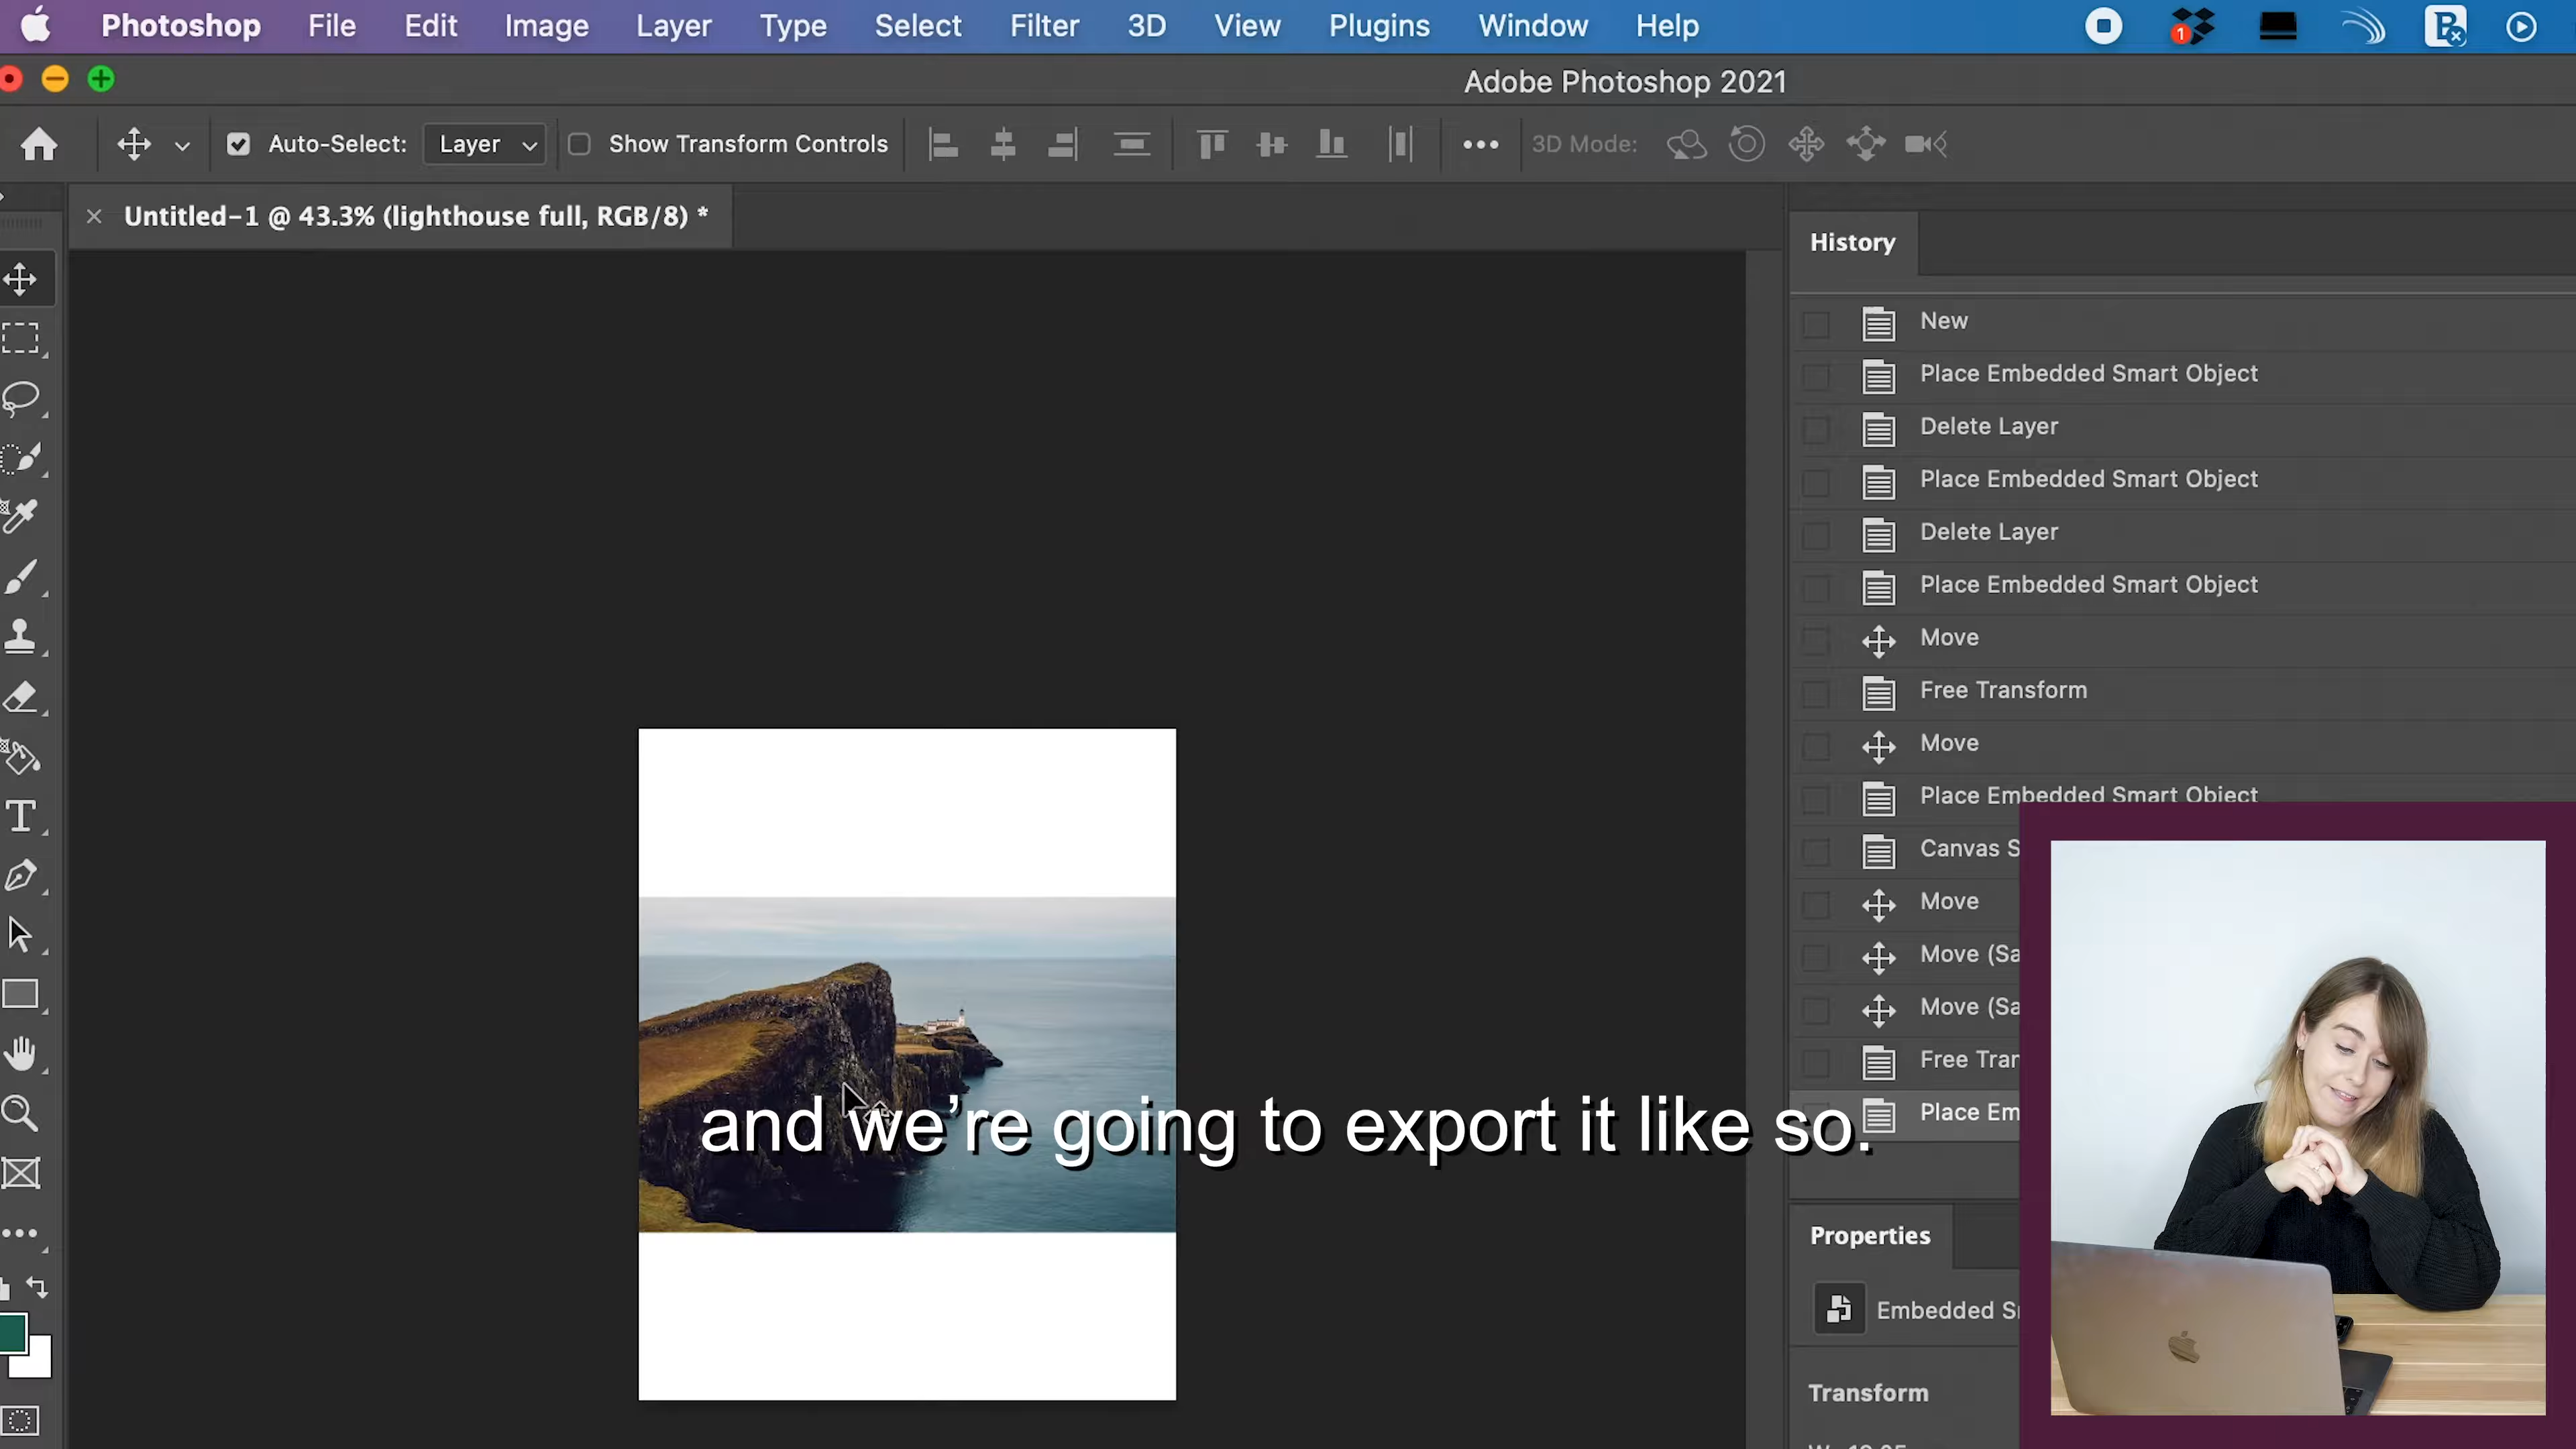 Photoshop File Edit Image Layer Type Select Filter 3D View Plugins Window Help
1
Adobe Photoshop 2021
Auto-Select: Layer Show Transform Controls
3D Mode:
Untitled-1 @ 43.3% (lighthouse full, RGB/8) *
History
New
Place Embedded Smart Object
Delete Layer
Place Embedded Smart Object
Delete Layer
Place Embedded Smart Object
Move
Free Transform
Move
Place Embedded Smart Object
Canvas S
Move
Move (Sa
Move (Sa
Free Tran
Place Em
and we're going to export it like so.
Properties
Embedded
Transform